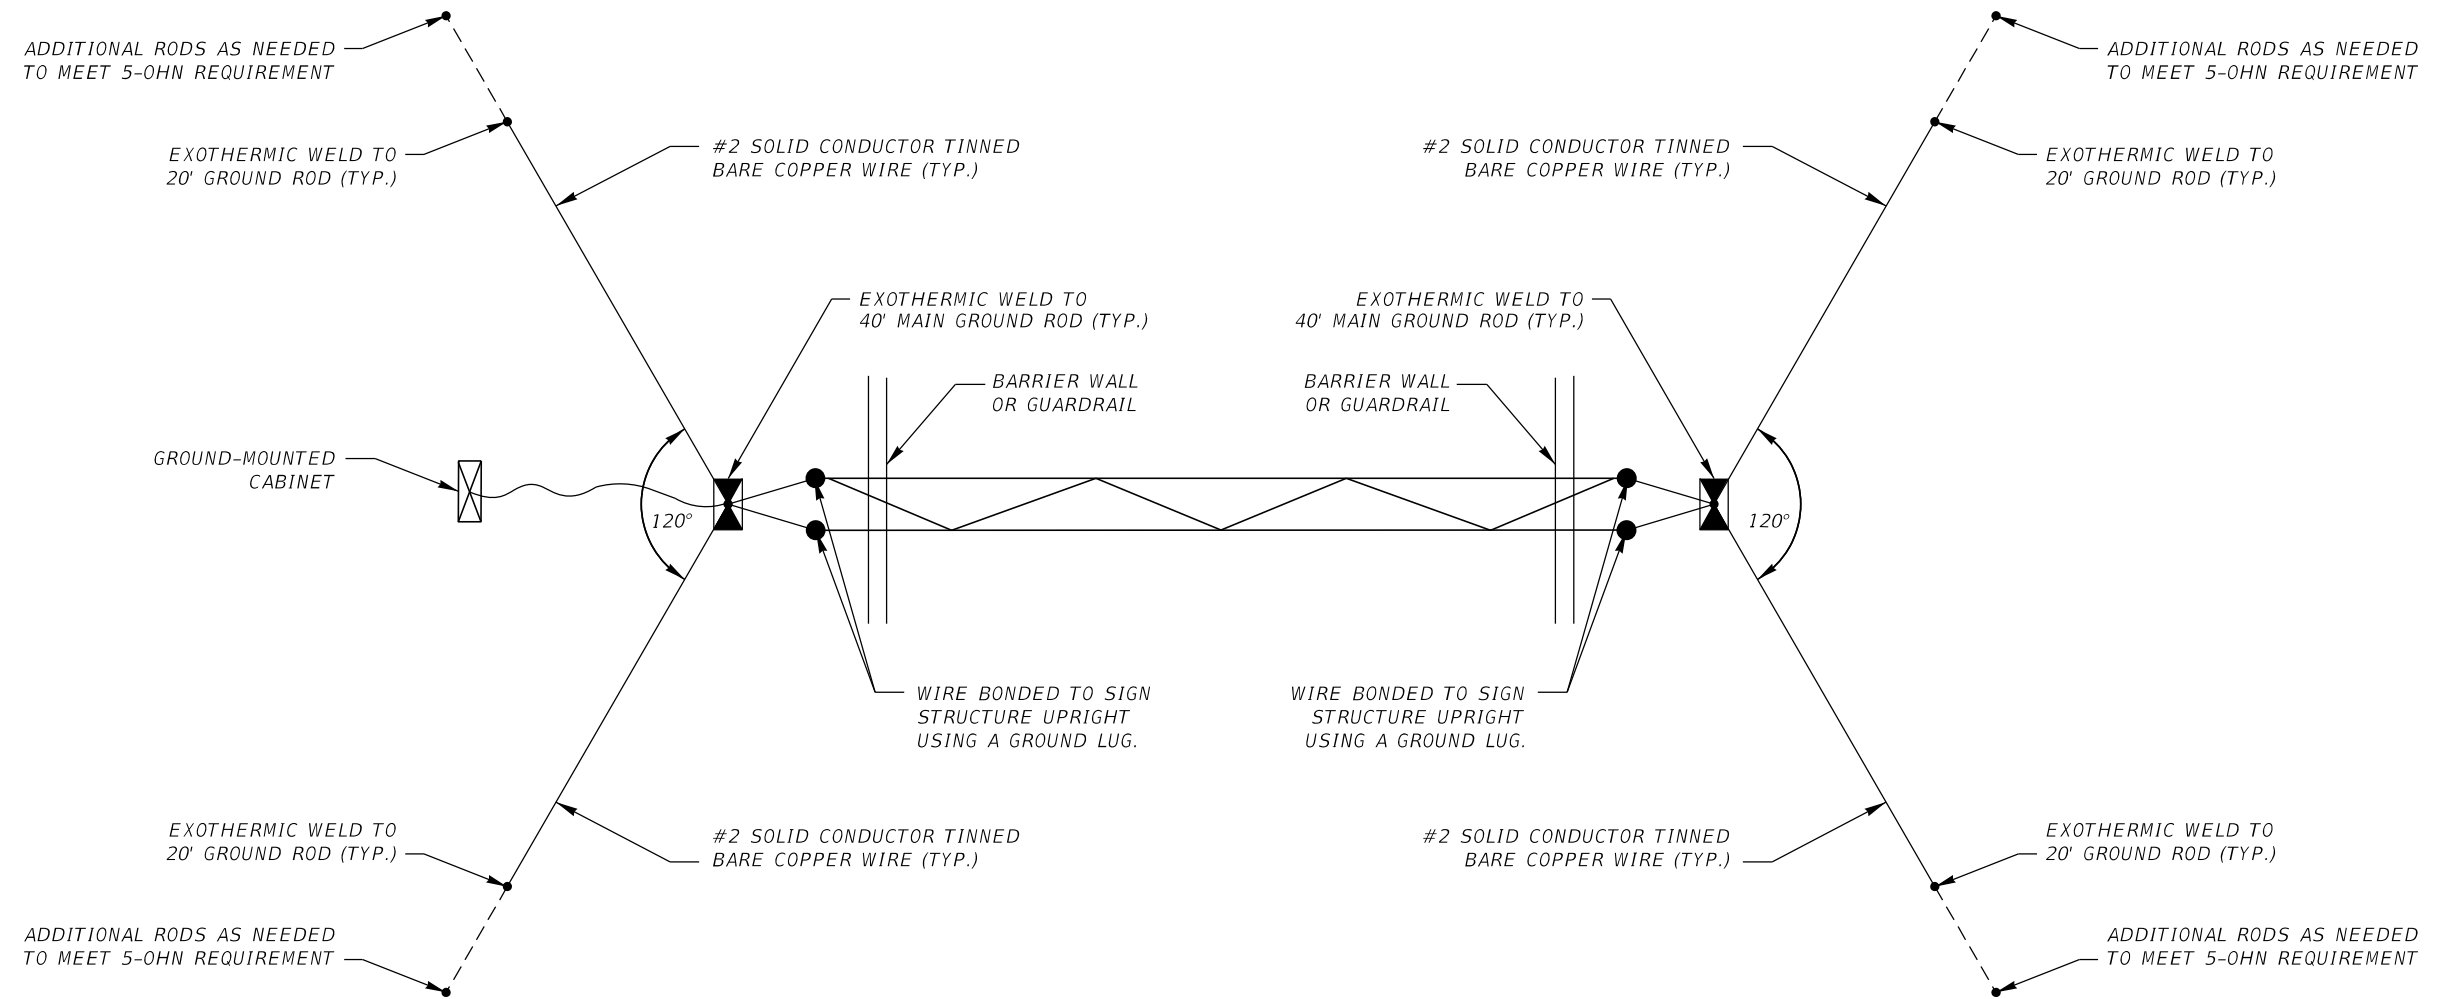 ADDITIONAL RODS AS NEEDED
TO MEET 5-OHN REQUIREMENT
ADDITIONAL RODS AS NEEDED
TO MEET 5-OHN REQUIREMENT
EXOTHERMIC WELD TO
20' GROUND ROD (TYP.)
#2 SOLID CONDUCTOR TINNED
BARE COPPER WIRE (TYP.)
#2 SOLID CONDUCTOR TINNED
BARE COPPER WIRE (TYP.)
EXOTHERMIC WELD TO
20' GROUND ROD (TYP.)
EXOTHERMIC WELD TO
40' MAIN GROUND ROD (TYP.)
EXOTHERMIC WELD TO
40' MAIN GROUND ROD (TYP.)
BARRIER WALL
OR GUARDRAIL
BARRIER WALL
OR GUARDRAIL
GROUND-MOUNTED
CABINET
120°
120°
WIRE BONDED TO SIGN
STRUCTURE UPRIGHT
USING A GROUND LUG.
WIRE BONDED TO SIGN
STRUCTURE UPRIGHT
USING A GROUND LUG.
EXOTHERMIC WELD TO
20' GROUND ROD (TYP.)
#2 SOLID CONDUCTOR TINNED
BARE COPPER WIRE (TYP.)
#2 SOLID CONDUCTOR TINNED
BARE COPPER WIRE (TYP.)
EXOTHERMIC WELD TO
20' GROUND ROD (TYP.)
ADDITIONAL RODS AS NEEDED
TO MEET 5-OHN REQUIREMENT
ADDITIONAL RODS AS NEEDED
TO MEET 5-OHN REQUIREMENT